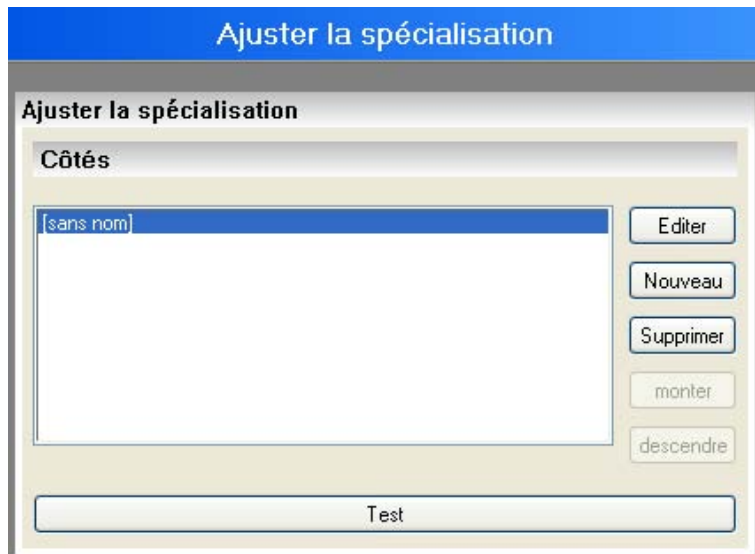 Ajuster la spécialisation
Ajuster la spécialisation
Côtés
[sans nom]
Editer
Nouveau
Supprimer
monter
descendre
Test